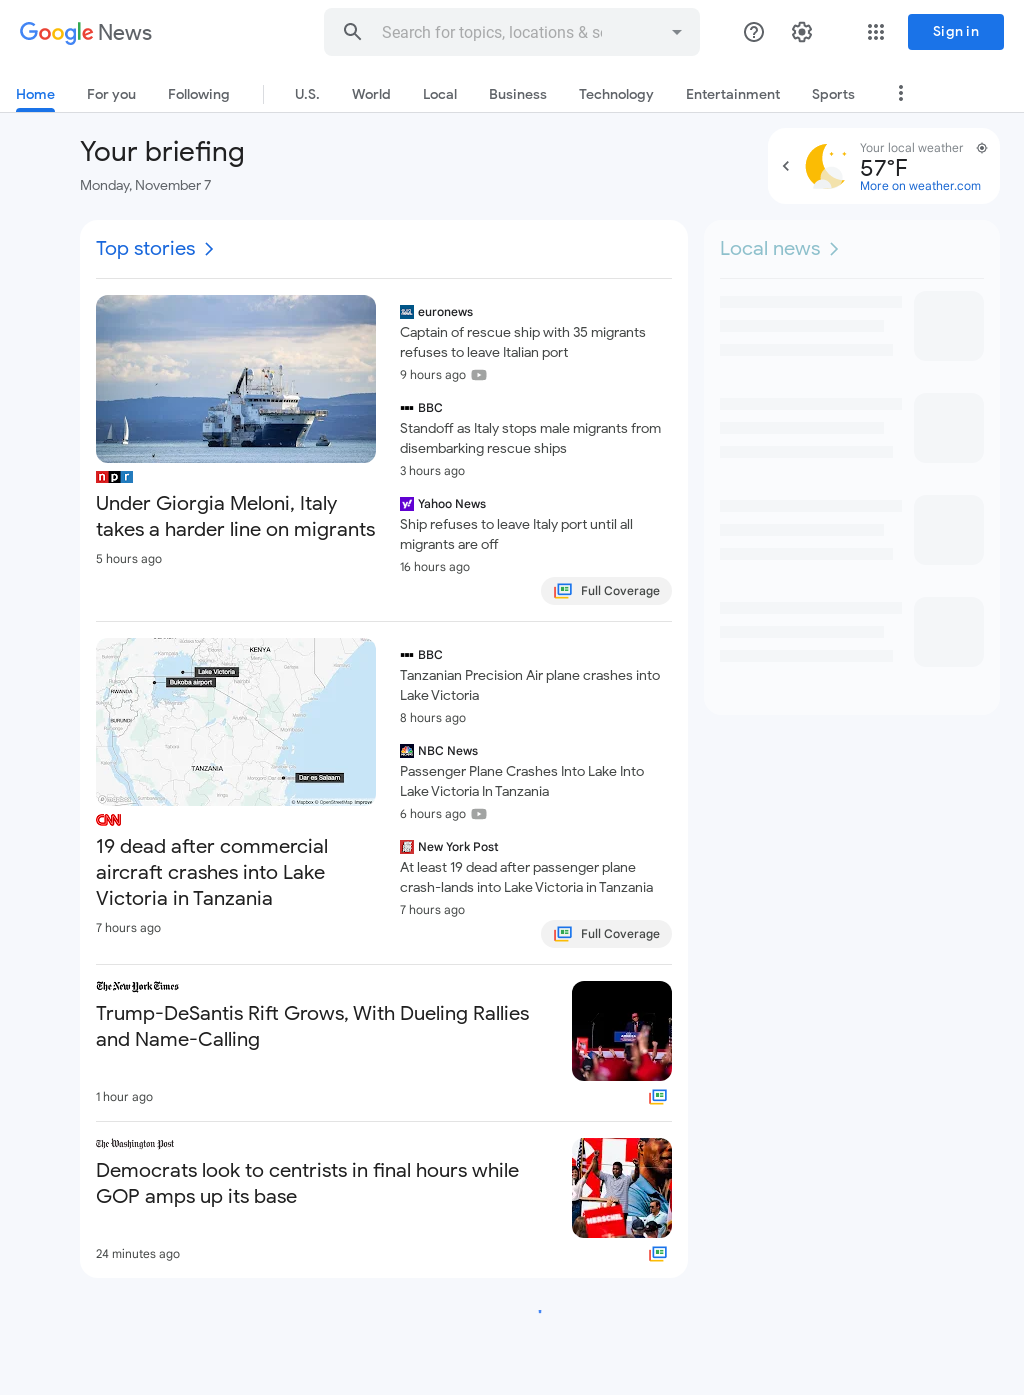 Google News
Search for topics, locations & so
Sign in
Home
For you
Following
U.S.
World
Local
Business
Technology
Entertainment
Sports
Your briefing
Monday, November 7
Your local weather
57°F
More on weather.com
Top stories
Local news
npr
Under Giorgia Meloni, Italy
takes a harder line on migrants
5 hours ago
euronews
Captain of rescue ship with 35 migrants
refuses to leave Italian port
9 hours ago
BBC
Standoff as Italy stops male migrants from
disembarking rescue ships
3 hours ago
Yahoo News
Ship refuses to leave Italy port until all
migrants are off
16 hours ago
Full Coverage
KENYA
Lake Victoria
Bukoba airport
RWANDA
BURUNDI
TANZANIA
Dar es Salaam
mapbox
© Mapbox © OpenStreetMap Improve
CNN
19 dead after commercial
aircraft crashes into Lake
Victoria in Tanzania
7 hours ago
BBC
Tanzanian Precision Air plane crashes into
Lake Victoria
8 hours ago
NBC News
Passenger Plane Crashes Into Lake Into
Lake Victoria In Tanzania
6 hours ago
New York Post
At least 19 dead after passenger plane
crash-lands into Lake Victoria in Tanzania
7 hours ago
Full Coverage
The New York Times
Trump-DeSantis Rift Grows, With Dueling Rallies
and Name-Calling
1 hour ago
The Washington Post
Democrats look to centrists in final hours while
GOP amps up its base
HERSCHEL
24 minutes ago